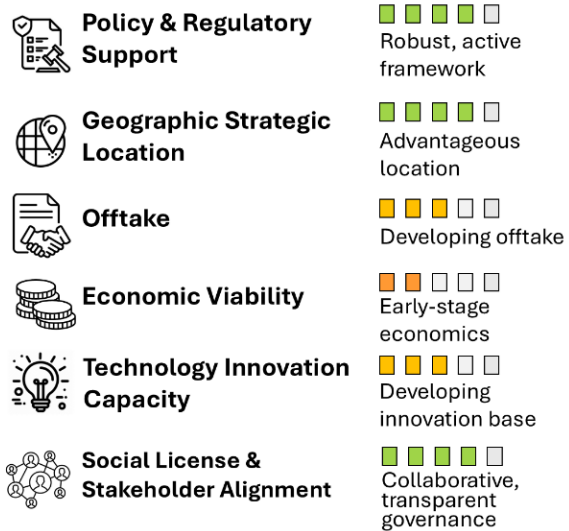 Policy & Regulatory
Support
Robust, active
framework
Geographic Strategic
Location
Advantageous
location
Offtake
Developing offtake
Economic Viability
Early-stage
economics
Technology Innovation
Capacity
Developing
innovation base
Social License &
Stakeholder Alignment
Collaborative,
transparent
governance